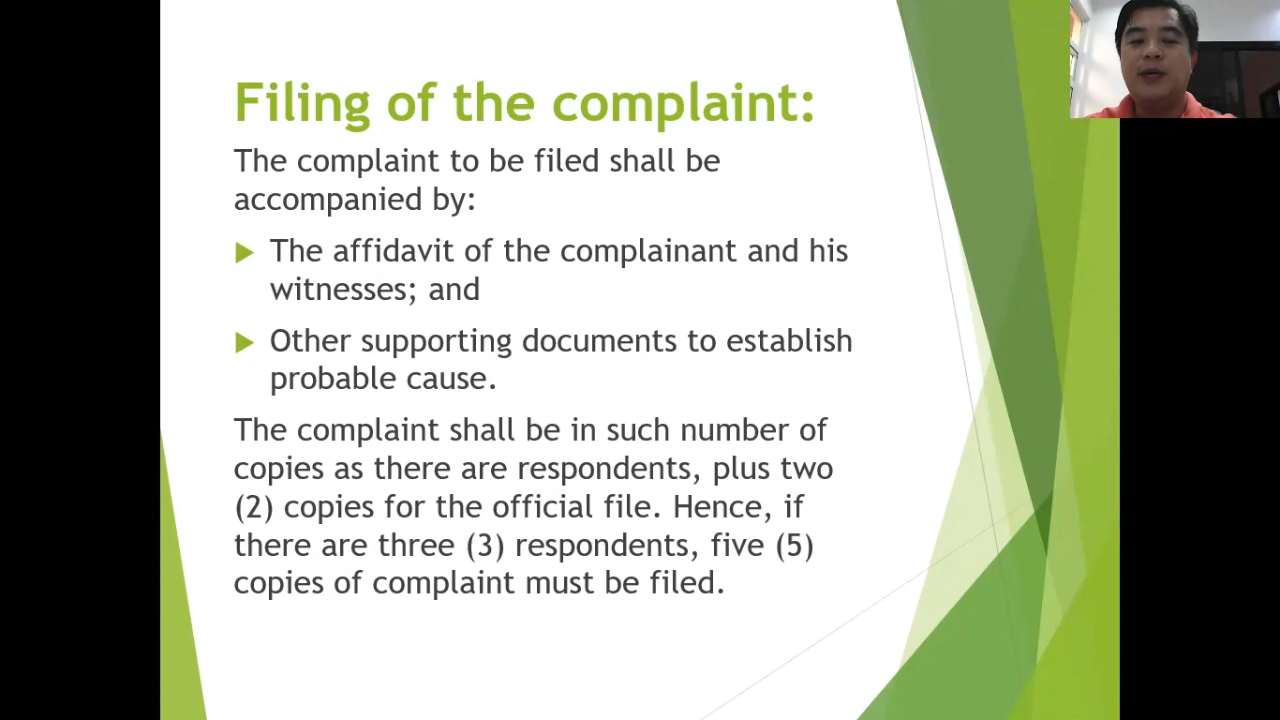 Filing of the complaint:
The complaint to be filed shall be
accompanied by:
The affidavit of the complainant and his
witnesses; and
Other supporting documents to establish
probable cause.
The complaint shall be in such number of
copies as there are respondents, plus two
(2) copies for the official file. Hence, if
there are three (3) respondents, five (5)
copies of complaint must be filed.